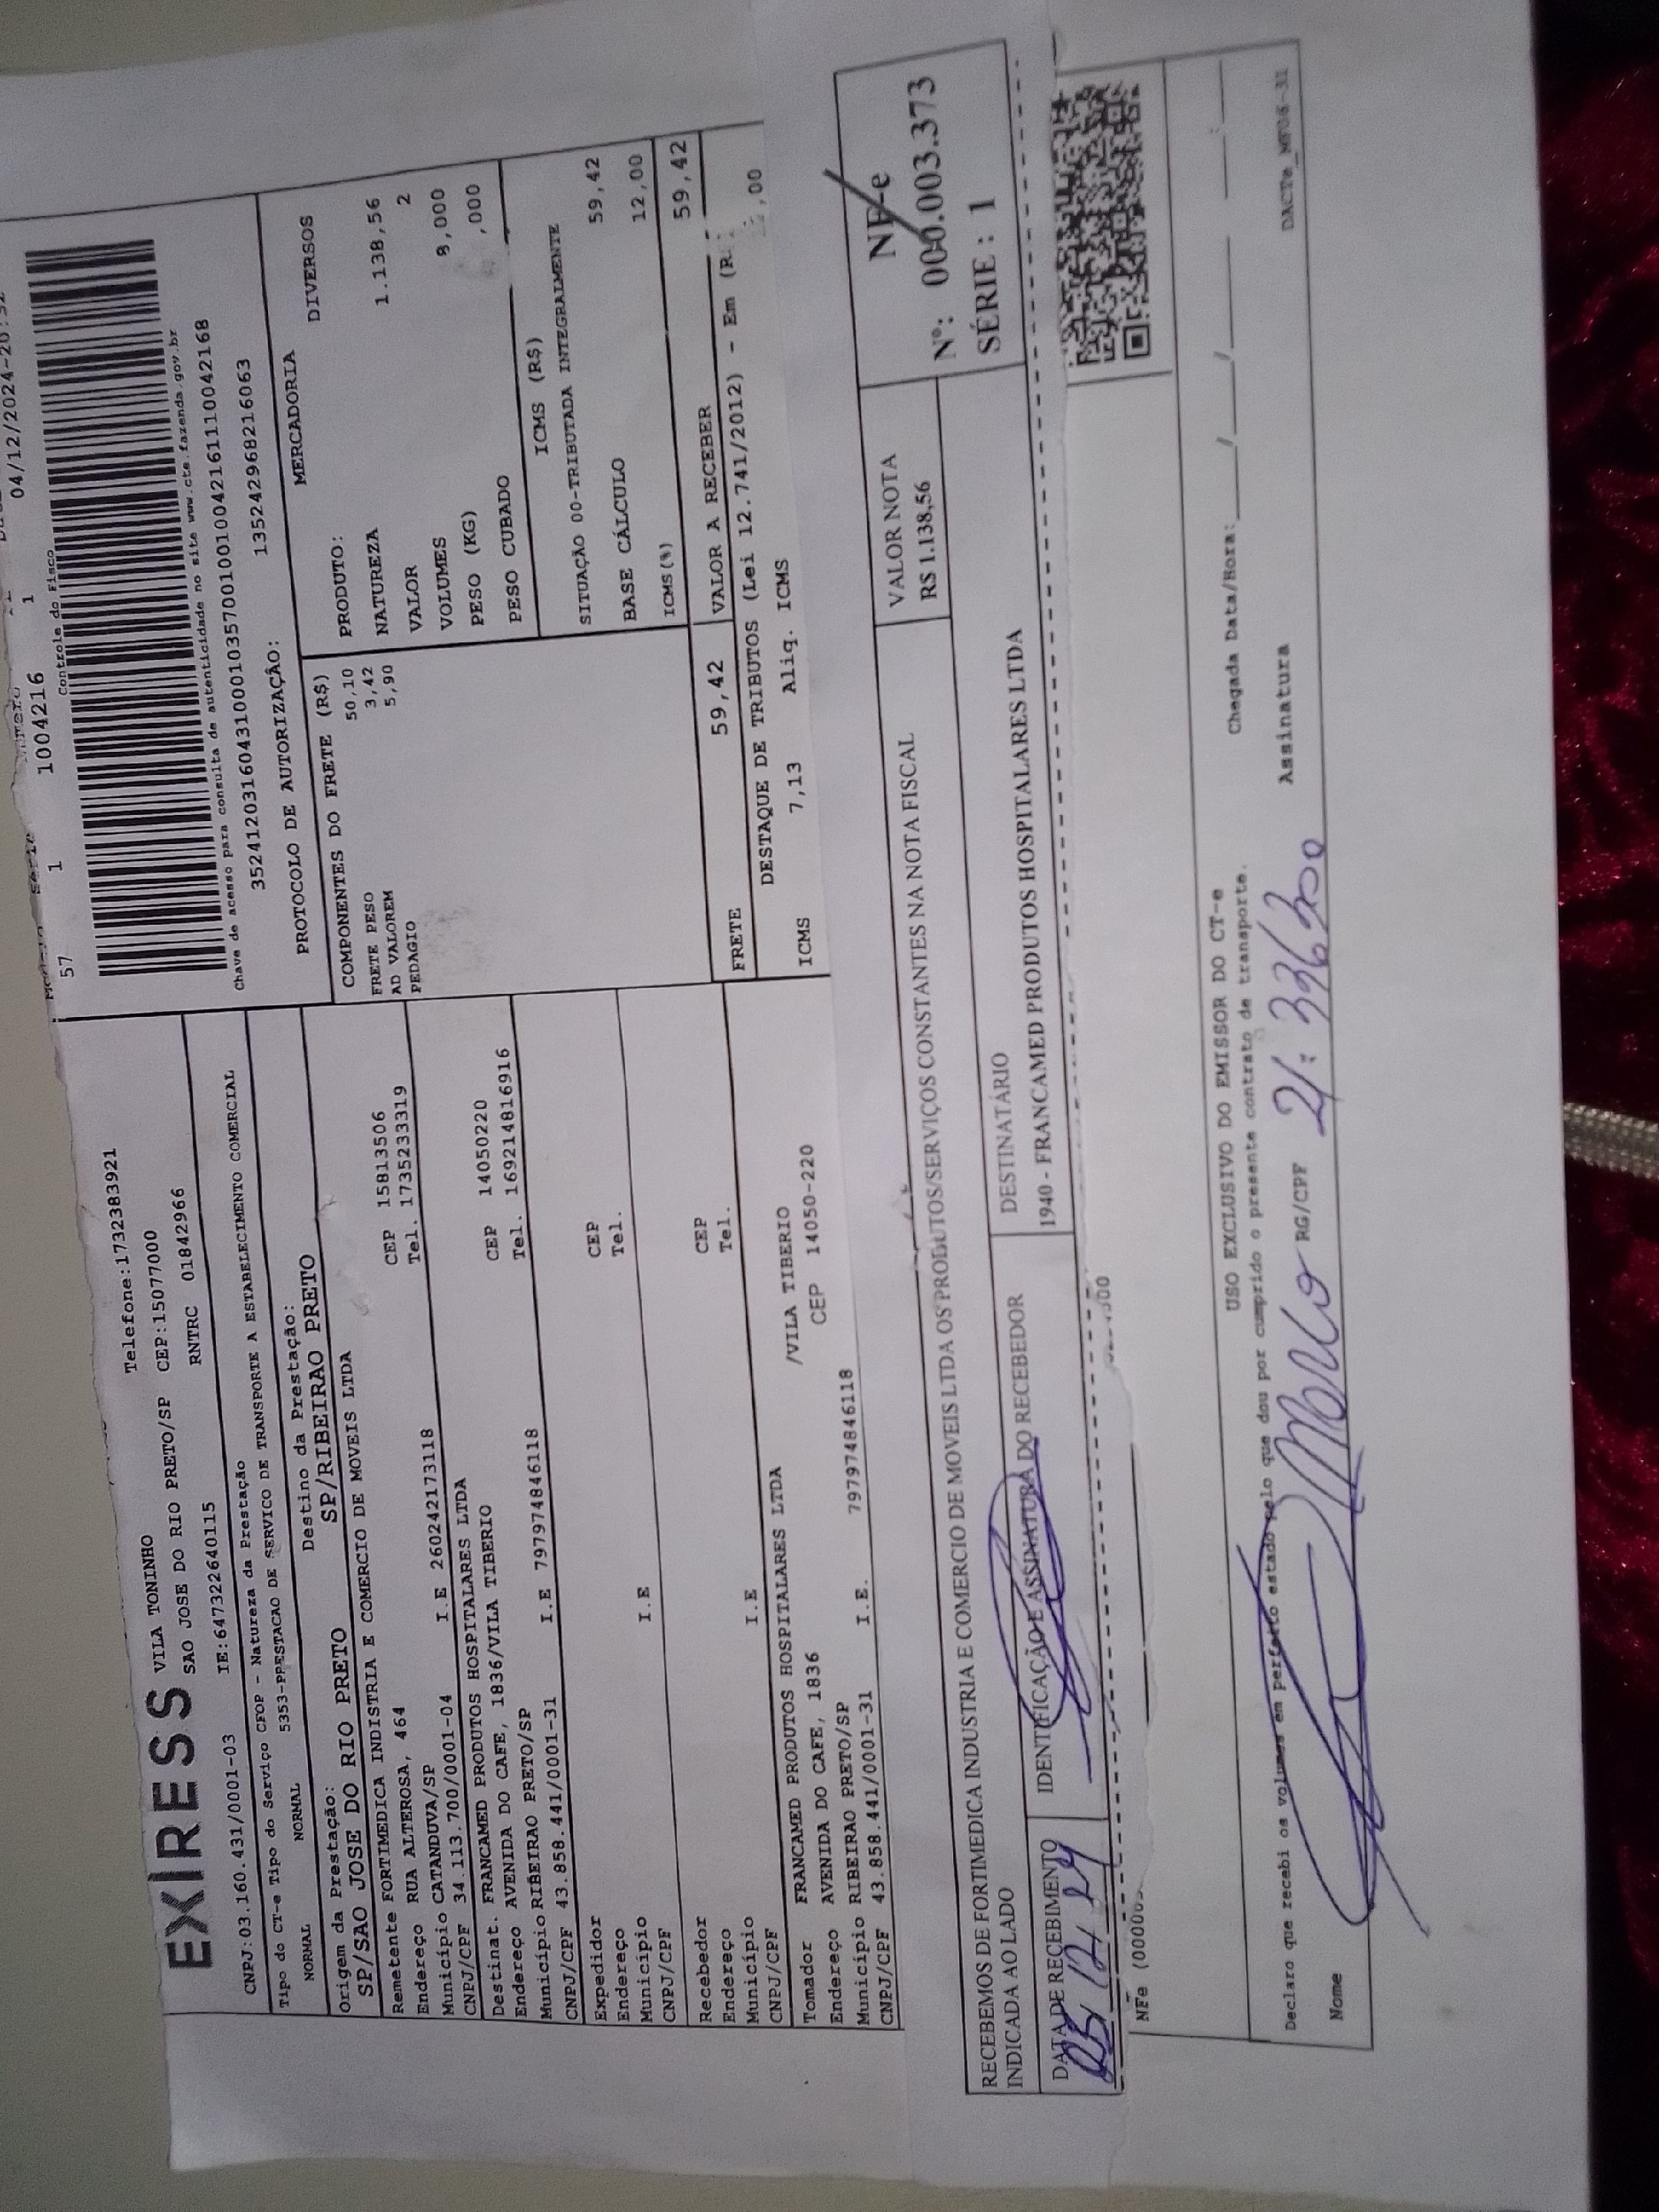 EXPRESS VILA TONINHO Telefone:1732383921
SAO JOSE DO RIO PRETO/SP CEP:15077000
CNPJ:03.160.431/0001-03 IE:647322640115 RNTRC 01842966
Tipo do CT-e Tipo do Serviço CFOP - Natureza da Prestação
NORMAL NORMAL 5353-PRESTACAO DE SERVICO DE TRANSPORTE A ESTABELECIMENTO COMERCIAL
Origem da Prestação: Destino da Prestação:
SP/SAO JOSE DO RIO PRETO SP/RIBEIRAO PRETO
Remetente FORTIMEDICA INDISTRIA E COMERCIO DE MOVEIS LTDA
Endereço RUA ALTEROSA, 464 CEP 15813506
Município CATANDUVA/SP Tel. 1735233319
CNPJ/CPF 34.113.700/0001-04 I.E 260242173118
Destinat. FRANCAMED PRODUTOS HOSPITALARES LTDA
Endereço AVENIDA DO CAFE, 1836/VILA TIBERIO CEP 14050220
Município RIBEIRAO PRETO/SP Tel. 169214816916
CNPJ/CPF 43.858.441/0001-31 I.E 797974846118
Expedidor
Endereço CEP
Município Tel.
CNPJ/CPF I.E
Recebedor
Endereço CEP
Município Tel.
CNPJ/CPF I.E
Tomador FRANCAMED PRODUTOS HOSPITALARES LTDA
Endereço AVENIDA DO CAFE, 1836 /VILA TIBERIO
Município RIBEIRAO PRETO/SP CEP 14050-220
CNPJ/CPF 43.858.441/0001-31 I.E. 797974846118
57 1 1004216 1 04/12/2024-20:32
Controle do Fisco
Chave de acesso para consulta de autenticidade no site www.cte.fazenda.gov.br
35241203160431000103570010010042161110042168
PROTOCOLO DE AUTORIZAÇÃO: 135242968216063
COMPONENTES DO FRETE (R$)
FRETE PESO 50,10
AD VALOREM 3,42
PEDAGIO 5,90
MERCADORIA
PRODUTO: DIVERSOS
NATUREZA
VALOR 1.138,56
VOLUMES 2
PESO (KG) 8,000
PESO CUBADO ,000
ICMS (R$)
SITUAÇÃO 00-TRIBUTADA INTEGRALMENTE
BASE CÁLCULO 59,42
ICMS(%) 12,00
FRETE 59,42 VALOR A RECEBER 59,42
DESTAQUE DE TRIBUTOS (Lei 12.741/2012) - Em (R
ICMS 7,13 Aliq. ICMS ,00
RECEBEMOS DE FORTIMEDICA INDUSTRIA E COMERCIO DE MOVEIS LTDA OS PRODUTOS/SERVIÇOS CONSTANTES NA NOTA FISCAL
INDICADA AO LADO
VALOR NOTA
R$ 1.138,56
NF-e
Nº: 000.003.373
SÉRIE : 1
DATA DE RECEBIMENTO IDENTIFICAÇÃO E ASSINATURA DO RECEBEDOR DESTINATÁRIO
05/12/24 1940 - FRANCAMED PRODUTOS HOSPITALARES LTDA
USO EXCLUSIVO DO EMISSOR DO CT-e
Declaro que recebi os volumes em perfeito estado pelo que dou por cumprido o presente contrato de transporte. Chegada Data/Hora: ___/___/___ ___:___
Nome RG/CPF Assinatura
DACTe_MF06-31